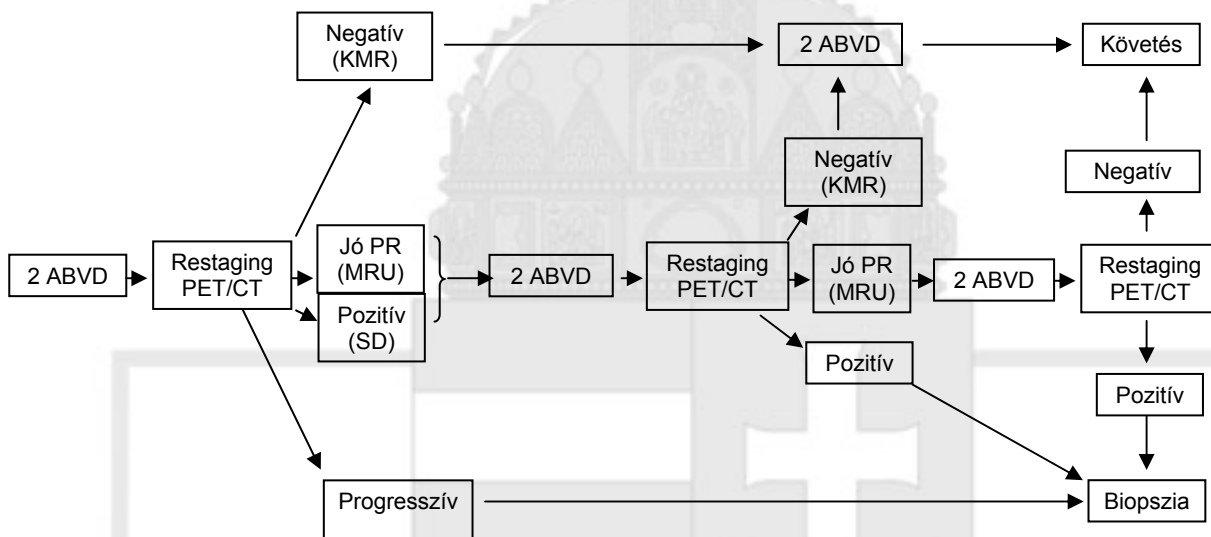 Negatív
(KMR)
2 ABVD
Követés
Negatív
(KMR)
Negatív
2 ABVD
Restaging
PET/CT
Jó PR
(MRU)
Pozitív
(SD)
2 ABVD
Restaging
PET/CT
Jó PR
(MRU)
2 ABVD
Restaging
PET/CT
Pozitív
Pozitív
Progresszív
Biopszia